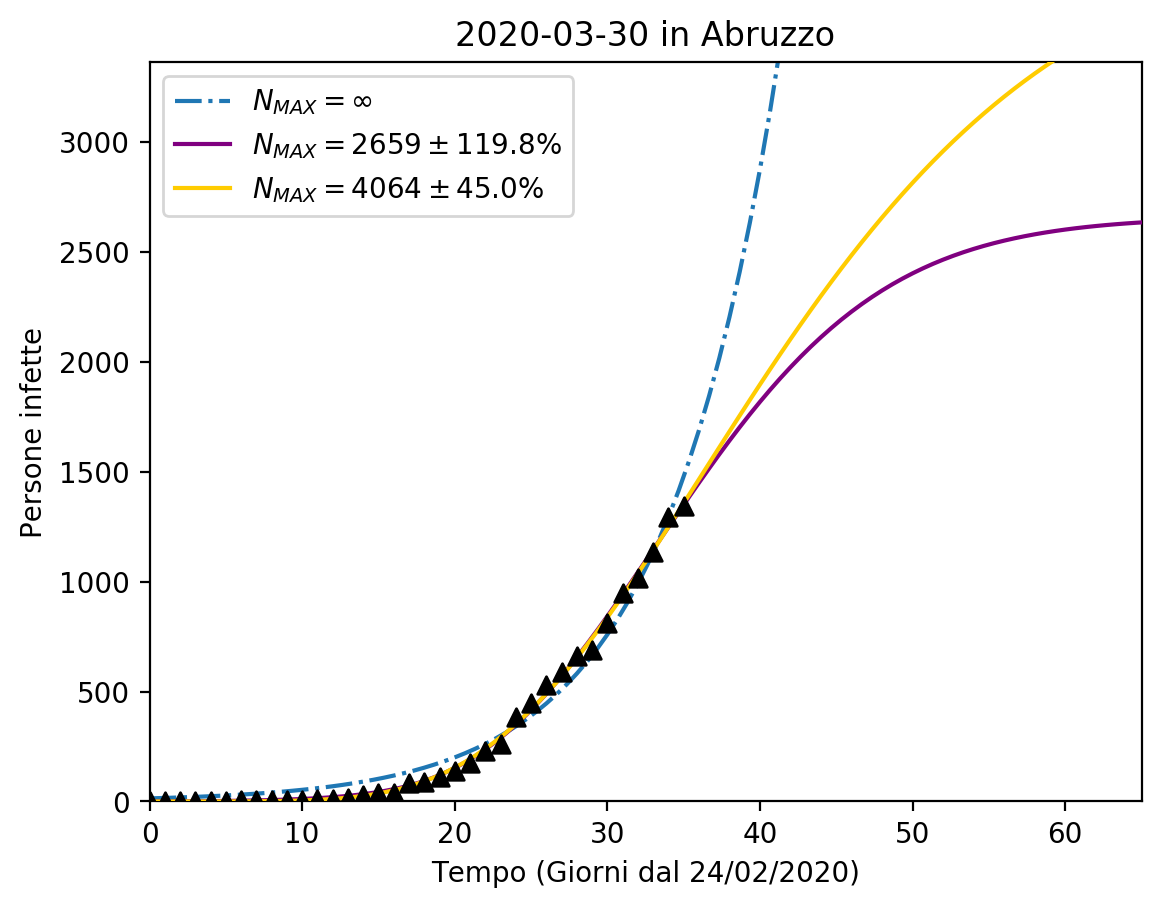 2020-03-30 in Abruzzo
N_MAX = ∞
N_MAX = 2659 ± 119.8%
N_MAX = 4064 ± 45.0%
Persone infette
3000
2500
2000
1500
1000
500
0
0 10 20 30 40 50 60
Tempo (Giorni dal 24/02/2020)